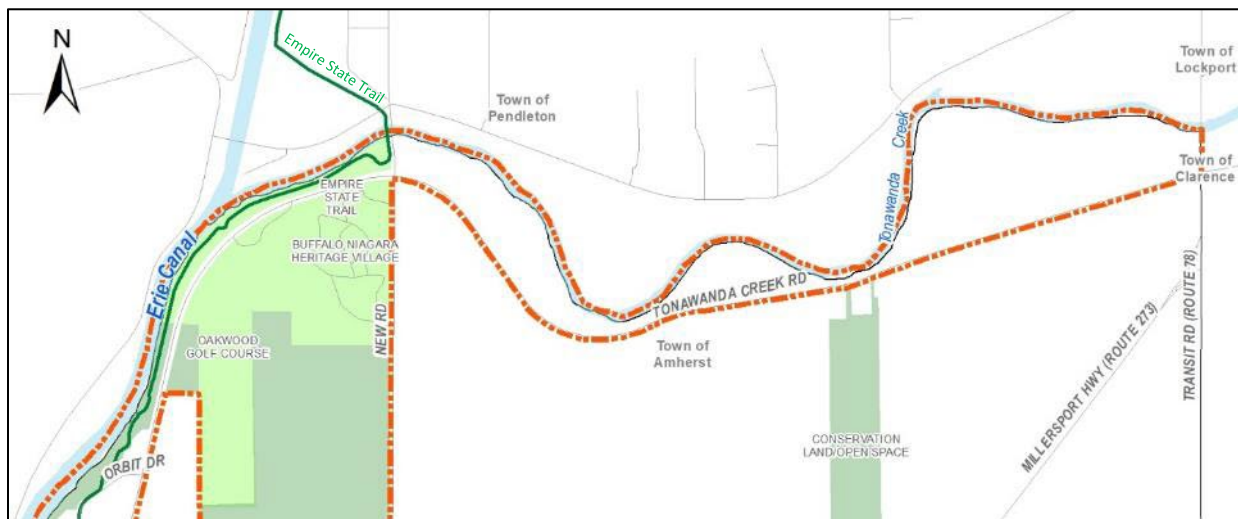 N
Empire State Trail
Town of
Pendleton
Town of
Lockport
Tonawanda Creek
Town of
Clarence
EMPIRE
STATE
TRAIL
BUFFALO NIAGARA
HERITAGE VILLAGE
Erie Canal
TONAWANDA CREEK RD
NEW RD
OAKWOOD
GOLF COURSE
Town of
Amherst
MILLERSPORT HWY (ROUTE 273)
TRANSIT RD (ROUTE 78)
CONSERVATION
LAND/OPEN SPACE
ORBIT DR